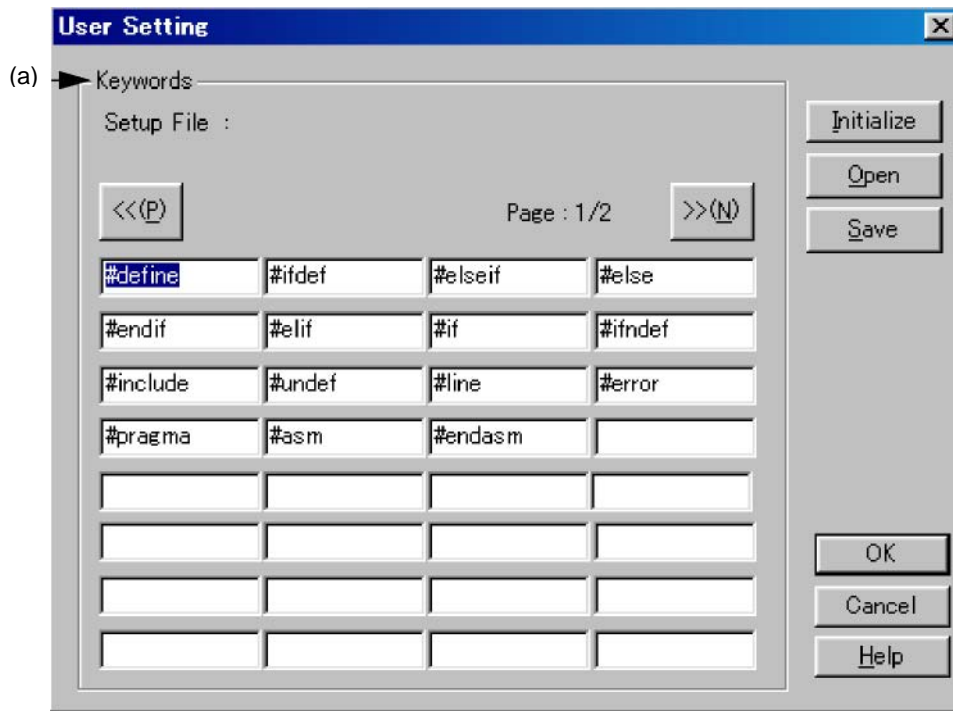 User Setting
(a)
Keywords
Setup File :
Initialize
Open
Save
<<(P)
Page : 1/2
>>(N)
#define #ifdef #elseif #else
#endif #elif #if #ifndef
#include #undef #line #error
#pragma #asm #endasm
OK
Cancel
Help